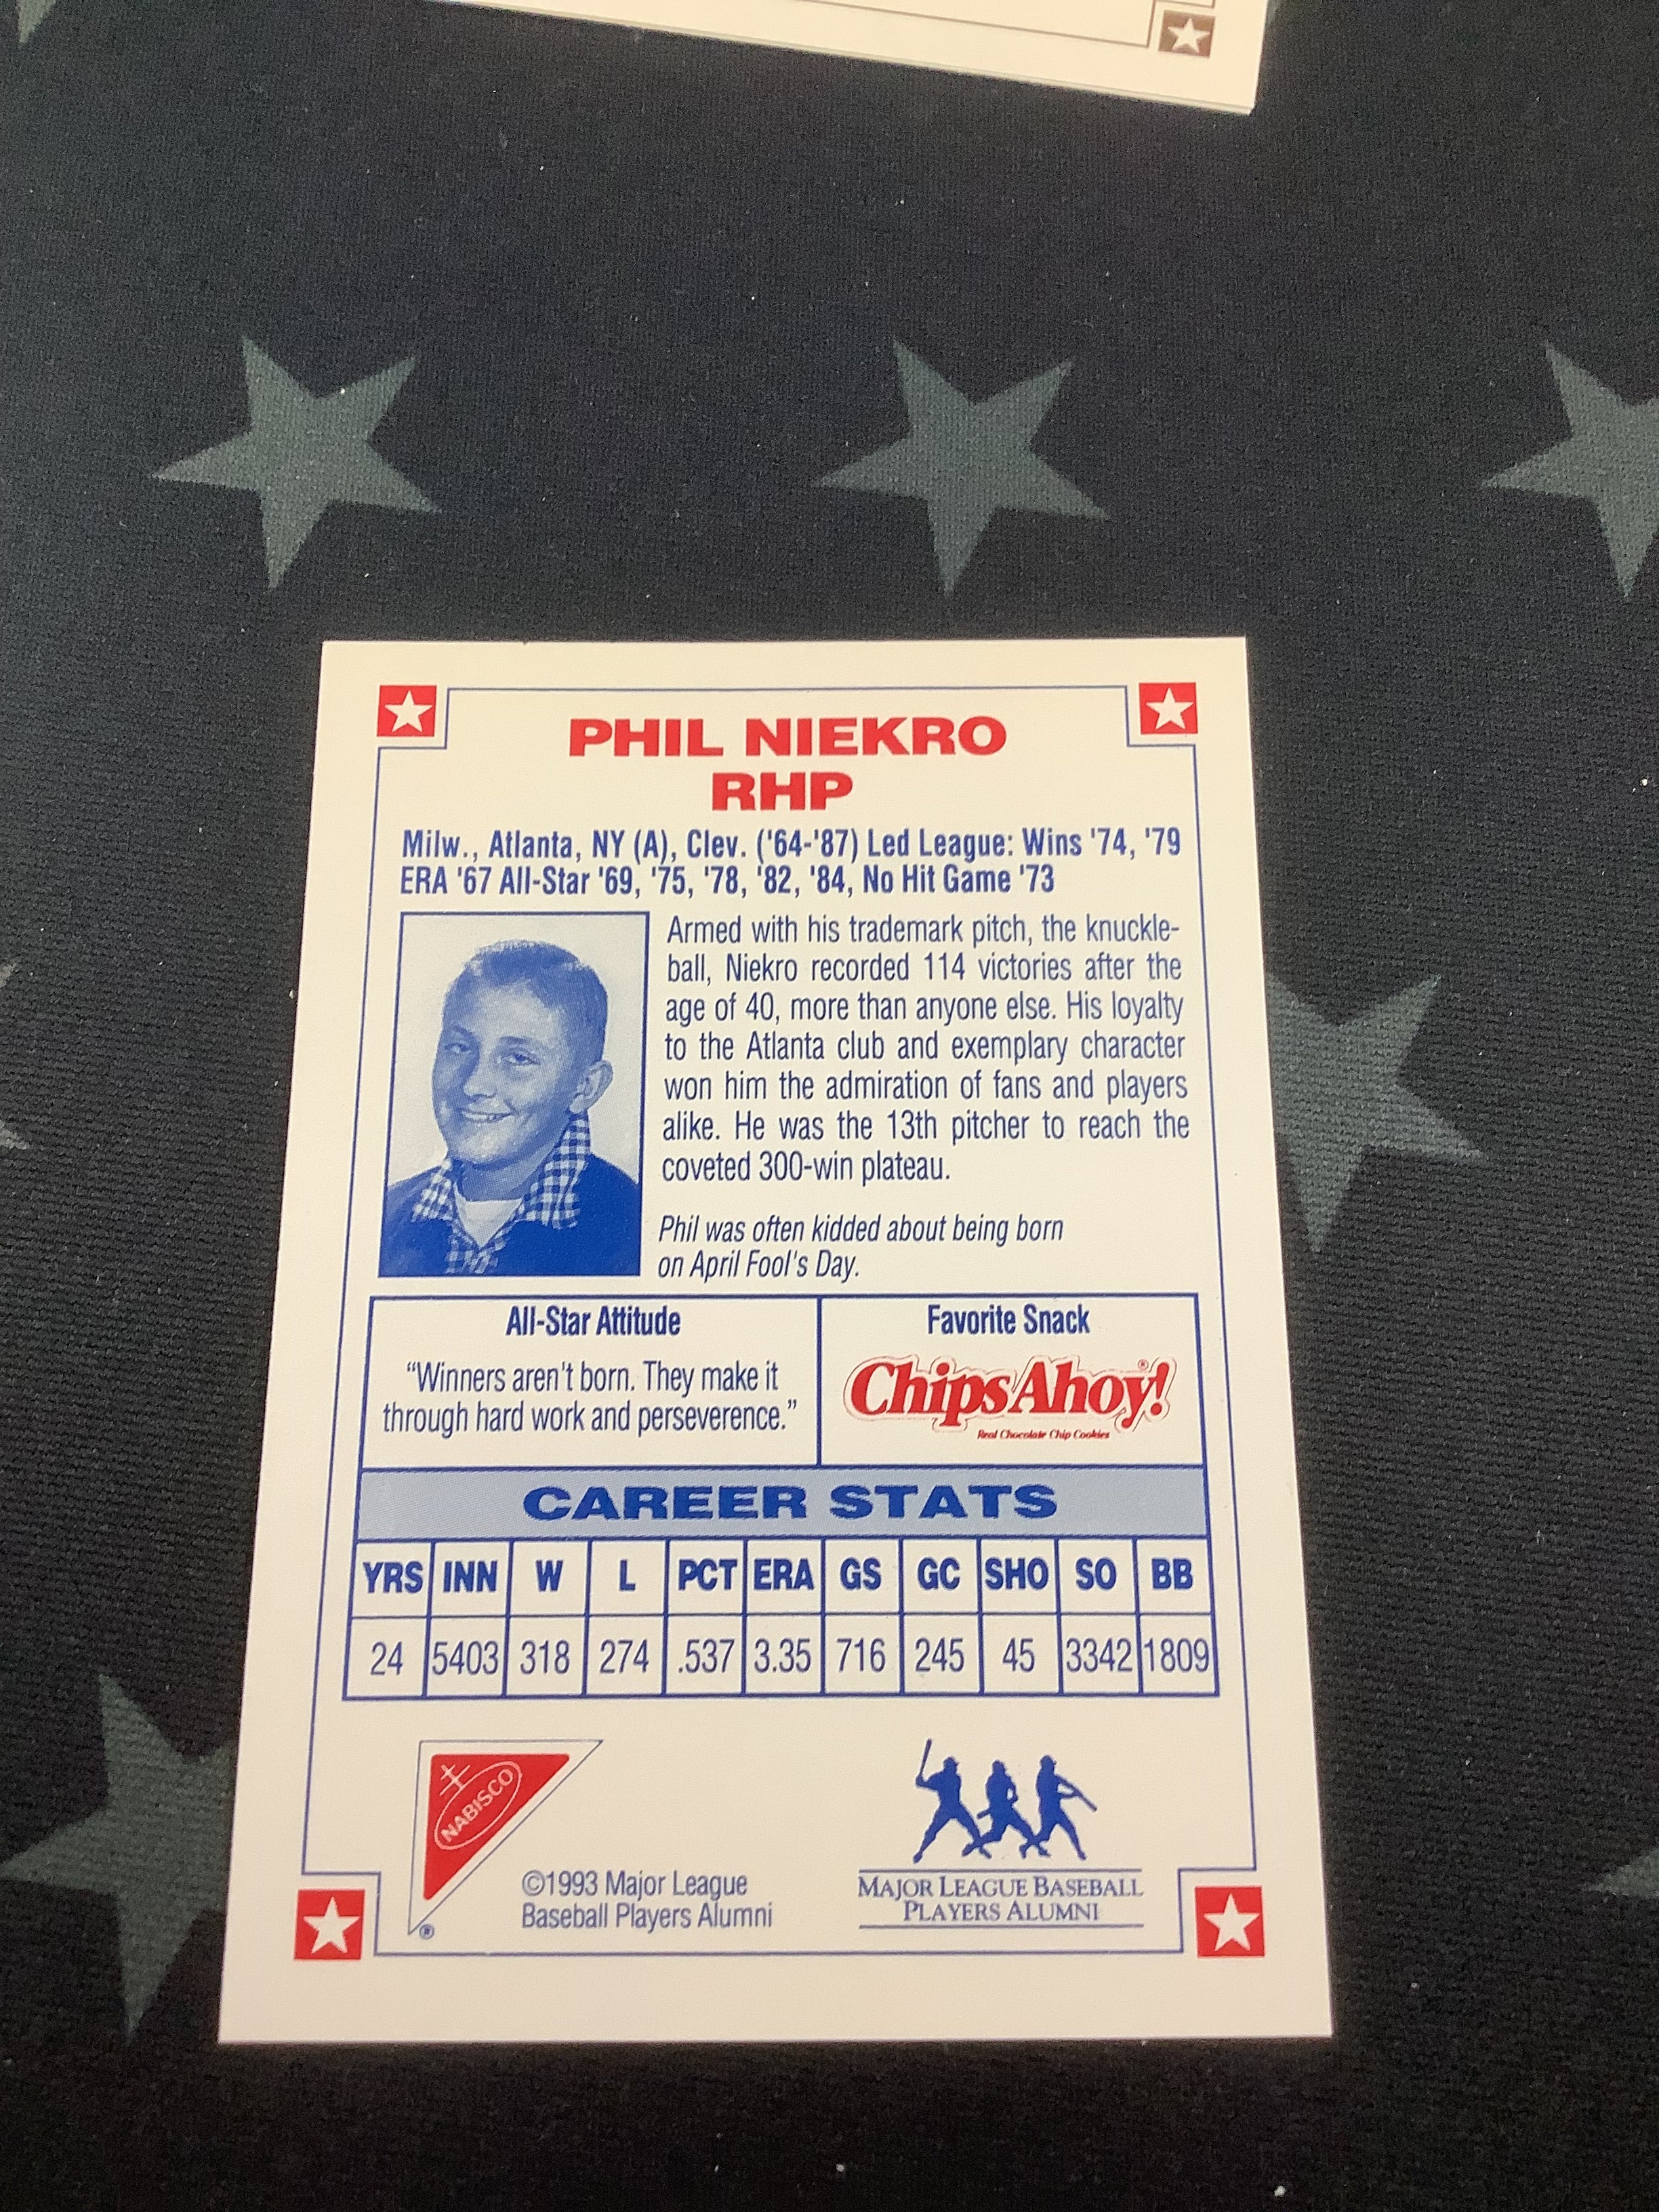 PHIL NIEKRO
RHP
Milw., Atlanta, NY (A), Clev. ('64-'87) Led League: Wins '74, '79
ERA '67 All-Star '69, '75, '78, '82, '84, No Hit Game '73
Armed with his trademark pitch, the knuckle-
ball, Niekro recorded 114 victories after the
age of 40, more than anyone else. His loyalty
to the Atlanta club and exemplary character
won him the admiration of fans and players
alike. He was the 13th pitcher to reach the
coveted 300-win plateau.
Phil was often kidded about being born
on April Fool's Day.
All-Star Attitude
“Winners aren't born. They make it
through hard work and perseverence.”
Favorite Snack
Chips Ahoy!®
Real Chocolate Chip Cookies
CAREER STATS
YRS INN W L PCT ERA GS GC SHO SO BB
24 5403 318 274 .537 3.35 716 245 45 3342 1809
NABISCO
®
©1993 Major League
Baseball Players Alumni
MAJOR LEAGUE BASEBALL
PLAYERS ALUMNI